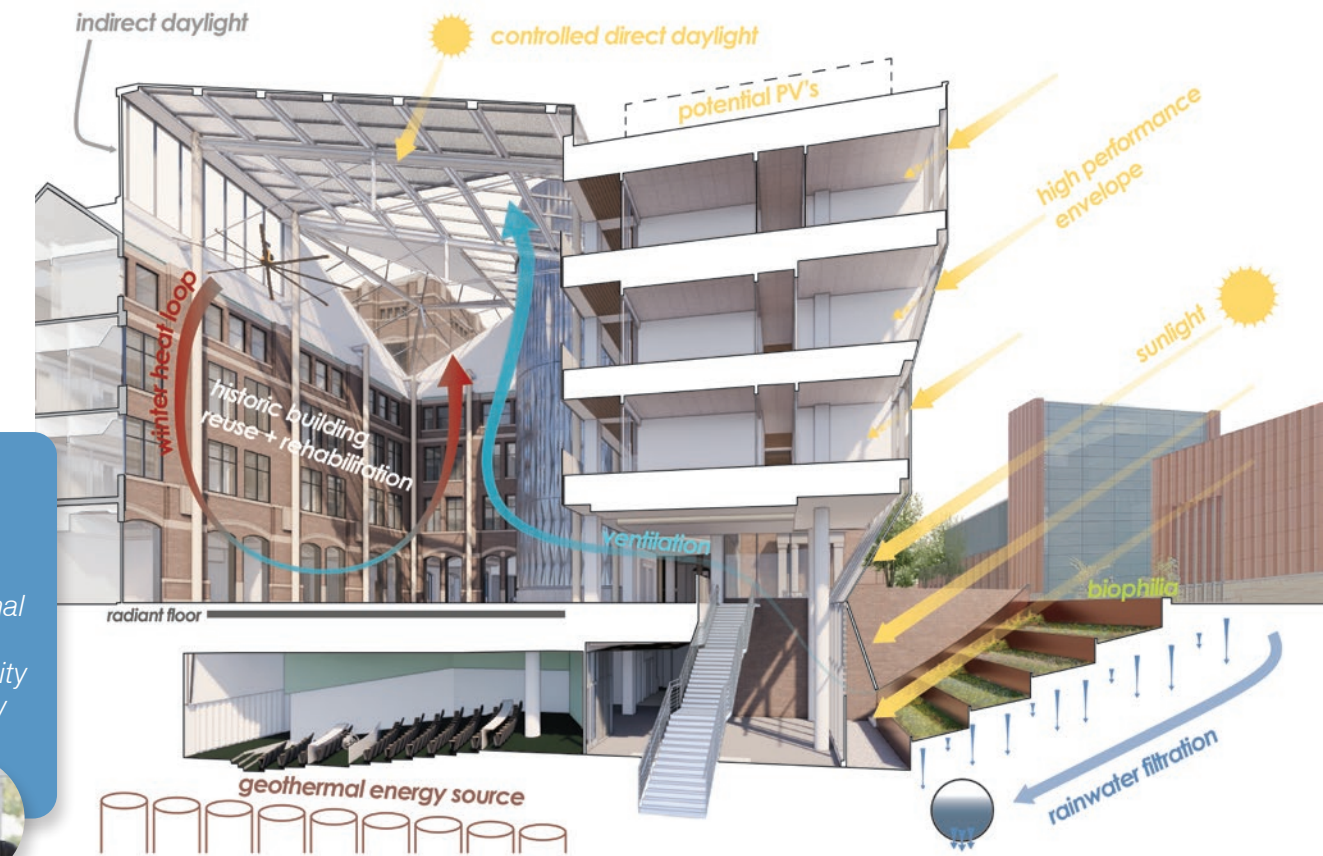 indirect daylight
controlled direct daylight
potential PV's
high performance
envelope
winter heat loop
historic building
reuse + rehabilitation
sunlight
ventilation
biophilia
radiant floor
geothermal energy source
rainwater filtration